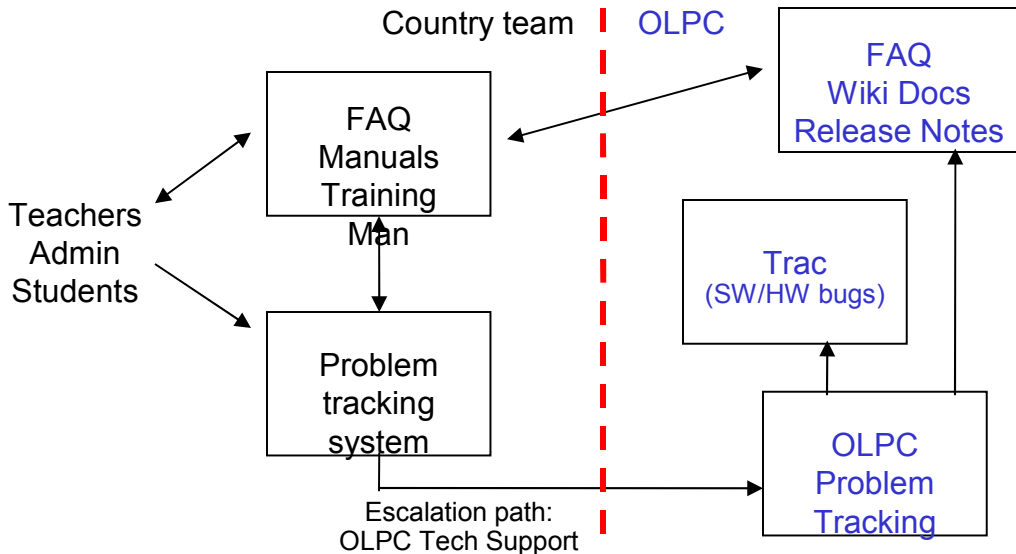 Country team
OLPC
FAQ
Manuals
Training
Man
FAQ
Wiki Docs
Release Notes
Teachers
Admin
Students
Trac
(SW/HW bugs)
Problem
tracking
system
OLPC
Problem
Tracking
Escalation path:
OLPC Tech Support